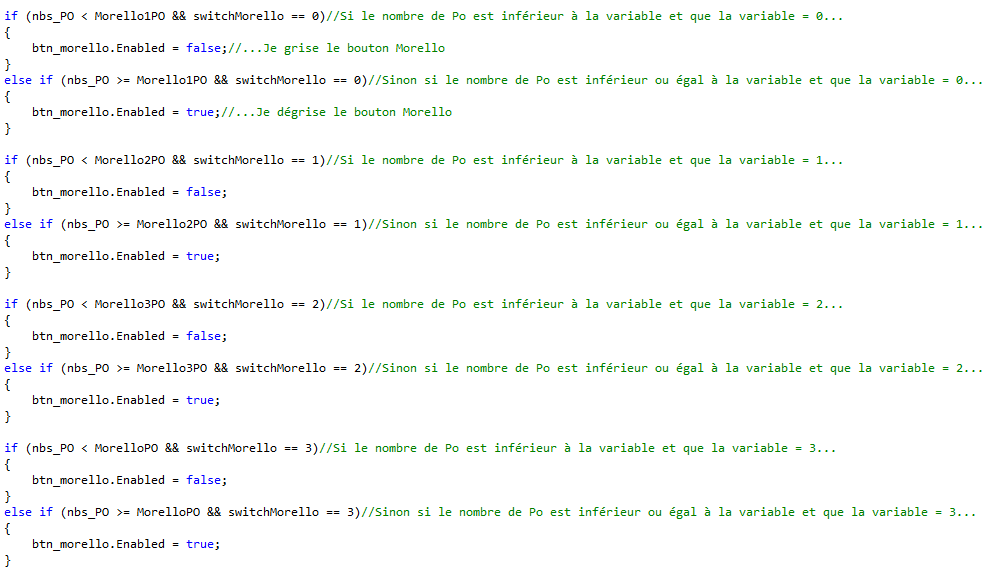 if (nbs_PO < Morello1PO && switchMorello == 0)//Si le nombre de Po est inférieur à la variable et que la variable = 0...
{
    btn_morello.Enabled = false;//...Je grise le bouton Morello
}
else if (nbs_PO >= Morello1PO && switchMorello == 0)//Sinon si le nombre de Po est inférieur ou égal à la variable et que la variable = 0...
{
    btn_morello.Enabled = true;//...Je dégrise le bouton Morello
}

if (nbs_PO < Morello2PO && switchMorello == 1)//Si le nombre de Po est inférieur à la variable et que la variable = 1...
{
    btn_morello.Enabled = false;
}
else if (nbs_PO >= Morello2PO && switchMorello == 1)//Sinon si le nombre de Po est inférieur ou égal à la variable et que la variable = 1...
{
    btn_morello.Enabled = true;
}

if (nbs_PO < Morello3PO && switchMorello == 2)//Si le nombre de Po est inférieur à la variable et que la variable = 2...
{
    btn_morello.Enabled = false;
}
else if (nbs_PO >= Morello3PO && switchMorello == 2)//Sinon si le nombre de Po est inférieur ou égal à la variable et que la variable = 2...
{
    btn_morello.Enabled = true;
}

if (nbs_PO < MorelloPO && switchMorello == 3)//Si le nombre de Po est inférieur à la variable et que la variable = 3...
{
    btn_morello.Enabled = false;
}
else if (nbs_PO >= MorelloPO && switchMorello == 3)//Sinon si le nombre de Po est inférieur ou égal à la variable et que la variable = 3...
{
    btn_morello.Enabled = true;
}